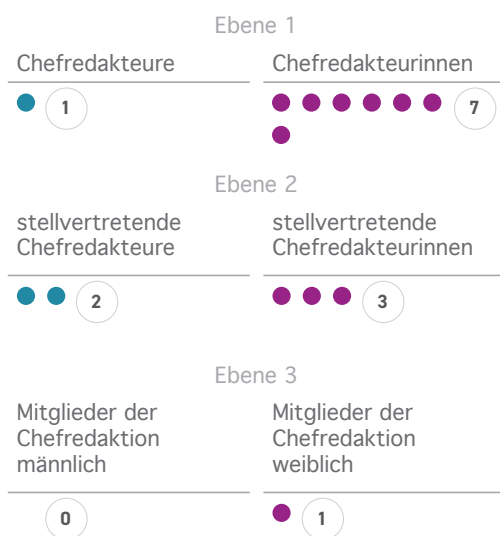 Ebene 1
Chefredakteure
Chefredakteurinnen
1
7
Ebene 2
stellvertretende
Chefredakteure
stellvertretende
Chefredakteurinnen
2
3
Ebene 3
Mitglieder der
Chefredaktion
männlich
Mitglieder der
Chefredaktion
weiblich
0
1